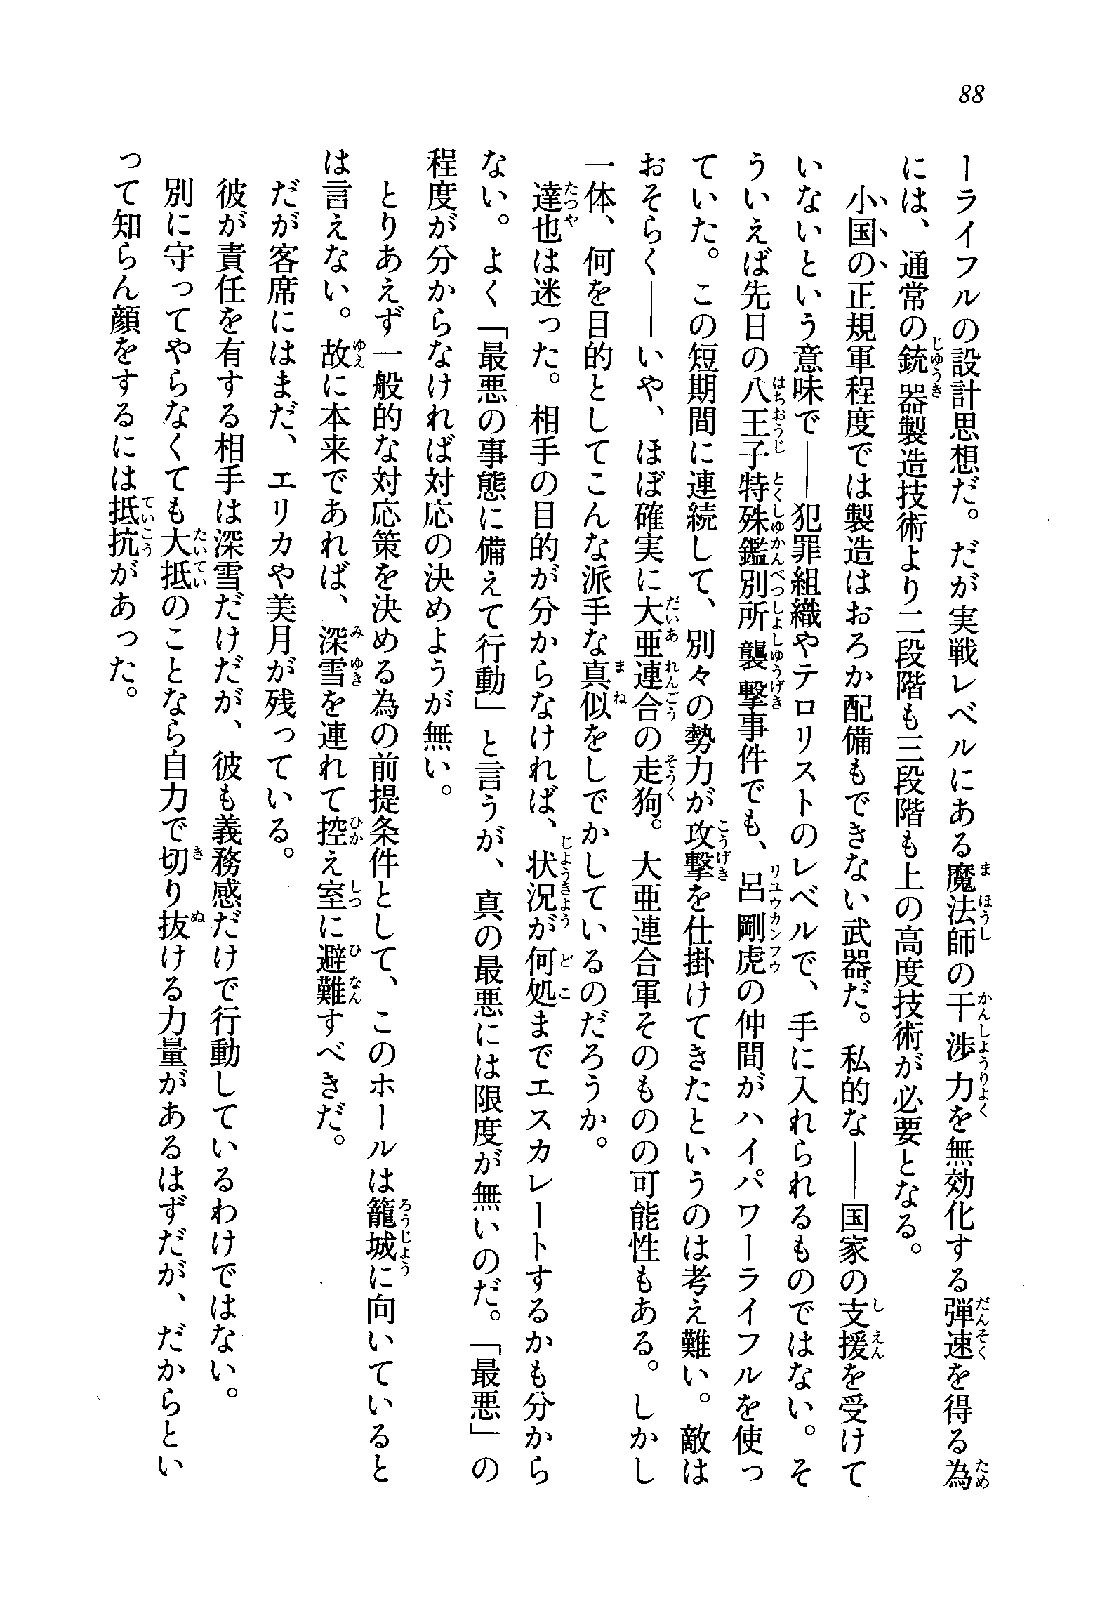 88
ーライフルの設計思想だ。だが実戦レベルにある魔法師の干渉力を無効化する弾速を得る為
には、通常の銃器製造技術より二段階も三段階も上の高度技術が必要となる。
小国の正規軍程度では製造はおろか配備もできない武器だ。私的な――国家の支援を受けて
いないという意味で――犯罪組織やテロリストのレベルで、手に入れられるものではない。そ
ういえば先日の八王子特殊鑑別所襲撃事件でも、呂剛虎の仲間がハイパワーライフルを使っ
ていた。この短期間に連続して、別々の勢力が攻撃を仕掛けてきたというのは考え難い。敵は
おそらく――いや、ほぼ確実に大亜連合の走狗。大亜連合軍そのものの可能性もある。しかし
一体、何を目的としてこんな派手な真似をしでかしているのだろうか。
達也は迷った。相手の目的が分からなければ、状況が何処までエスカレートするかも分から
ない。よく「最悪の事態に備えて行動」と言うが、真の最悪には限度が無いのだ。「最悪」の
程度が分からなければ対応の決めようが無い。
とりあえず一般的な対応策を決める為の前提条件として、このホールは籠城に向いていると
は言えない。故に本来であれば、深雪を連れて控え室に避難すべきだ。
だが客席にはまだ、エリカや美月が残っている。
彼が責任を有する相手は深雪だけだが、彼も義務感だけで行動しているわけではない。
別に守ってやらなくても大抵のことなら自力で切り抜ける力量があるはずだが、だからとい
って知らん顔をするには抵抗があった。